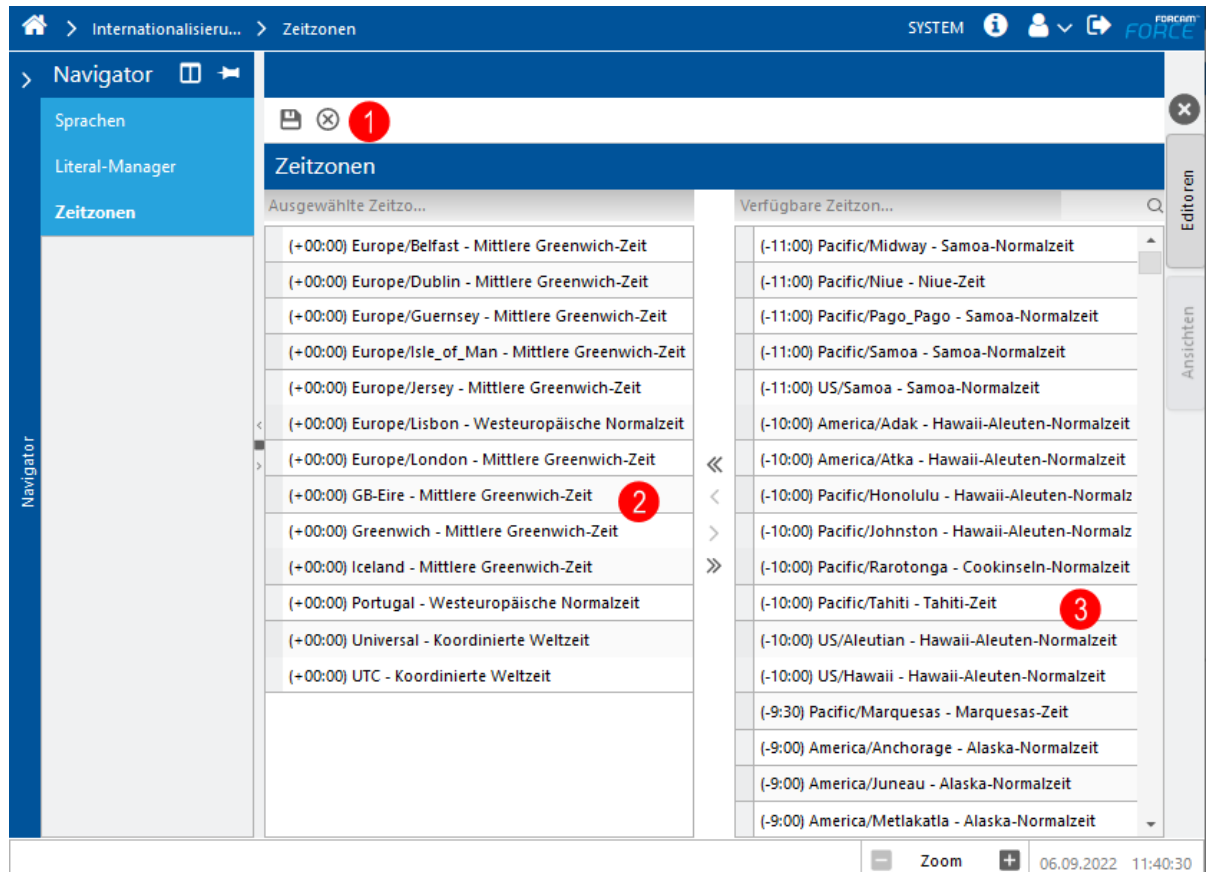 Internationalisieru... Zeitzonen SYSTEM FORCAM FORCE
Navigator
Sprachen
Literal-Manager
Zeitzonen
Navigator
1
Zeitzonen
Ausgewählte Zeitzo...
(+00:00) Europe/Belfast - Mittlere Greenwich-Zeit
(+00:00) Europe/Dublin - Mittlere Greenwich-Zeit
(+00:00) Europe/Guernsey - Mittlere Greenwich-Zeit
(+00:00) Europe/Isle_of_Man - Mittlere Greenwich-Zeit
(+00:00) Europe/Jersey - Mittlere Greenwich-Zeit
(+00:00) Europe/Lisbon - Westeuropäische Normalzeit
(+00:00) Europe/London - Mittlere Greenwich-Zeit
(+00:00) GB-Eire - Mittlere Greenwich-Zeit
2
(+00:00) Greenwich - Mittlere Greenwich-Zeit
(+00:00) Iceland - Mittlere Greenwich-Zeit
(+00:00) Portugal - Westeuropäische Normalzeit
(+00:00) Universal - Koordinierte Weltzeit
(+00:00) UTC - Koordinierte Weltzeit
Verfügbare Zeitzon...
(-11:00) Pacific/Midway - Samoa-Normalzeit
(-11:00) Pacific/Niue - Niue-Zeit
(-11:00) Pacific/Pago_Pago - Samoa-Normalzeit
(-11:00) Pacific/Samoa - Samoa-Normalzeit
(-11:00) US/Samoa - Samoa-Normalzeit
(-10:00) America/Adak - Hawaii-Aleuten-Normalzeit
(-10:00) America/Atka - Hawaii-Aleuten-Normalzeit
(-10:00) Pacific/Honolulu - Hawaii-Aleuten-Normalz
(-10:00) Pacific/Johnston - Hawaii-Aleuten-Normalz
(-10:00) Pacific/Rarotonga - Cookinseln-Normalzeit
(-10:00) Pacific/Tahiti - Tahiti-Zeit
3
(-10:00) US/Aleutian - Hawaii-Aleuten-Normalzeit
(-10:00) US/Hawaii - Hawaii-Aleuten-Normalzeit
(-9:30) Pacific/Marquesas - Marquesas-Zeit
(-9:00) America/Anchorage - Alaska-Normalzeit
(-9:00) America/Juneau - Alaska-Normalzeit
(-9:00) America/Metlakatla - Alaska-Normalzeit
Editoren
Ansichten
Zoom 06.09.2022 11:40:30